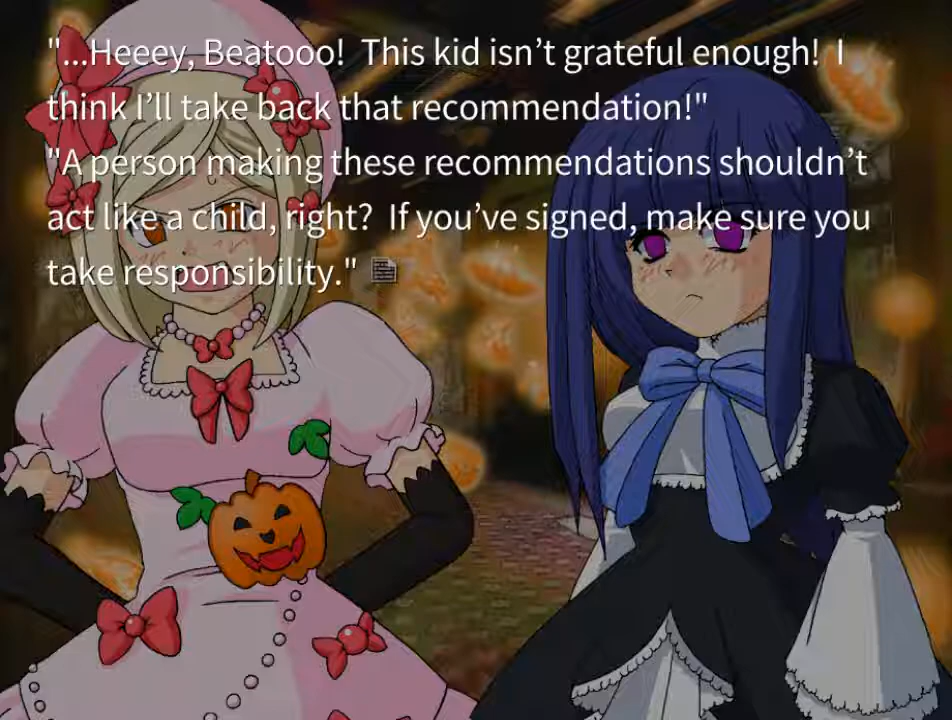 "...Heeey, Beatooo!  This kid isn’t grateful enough!  I
think I’ll take back that recommendation!"
"A person making these recommendations shouldn’t
act like a child, right?  If you’ve signed, make sure you
take responsibility."